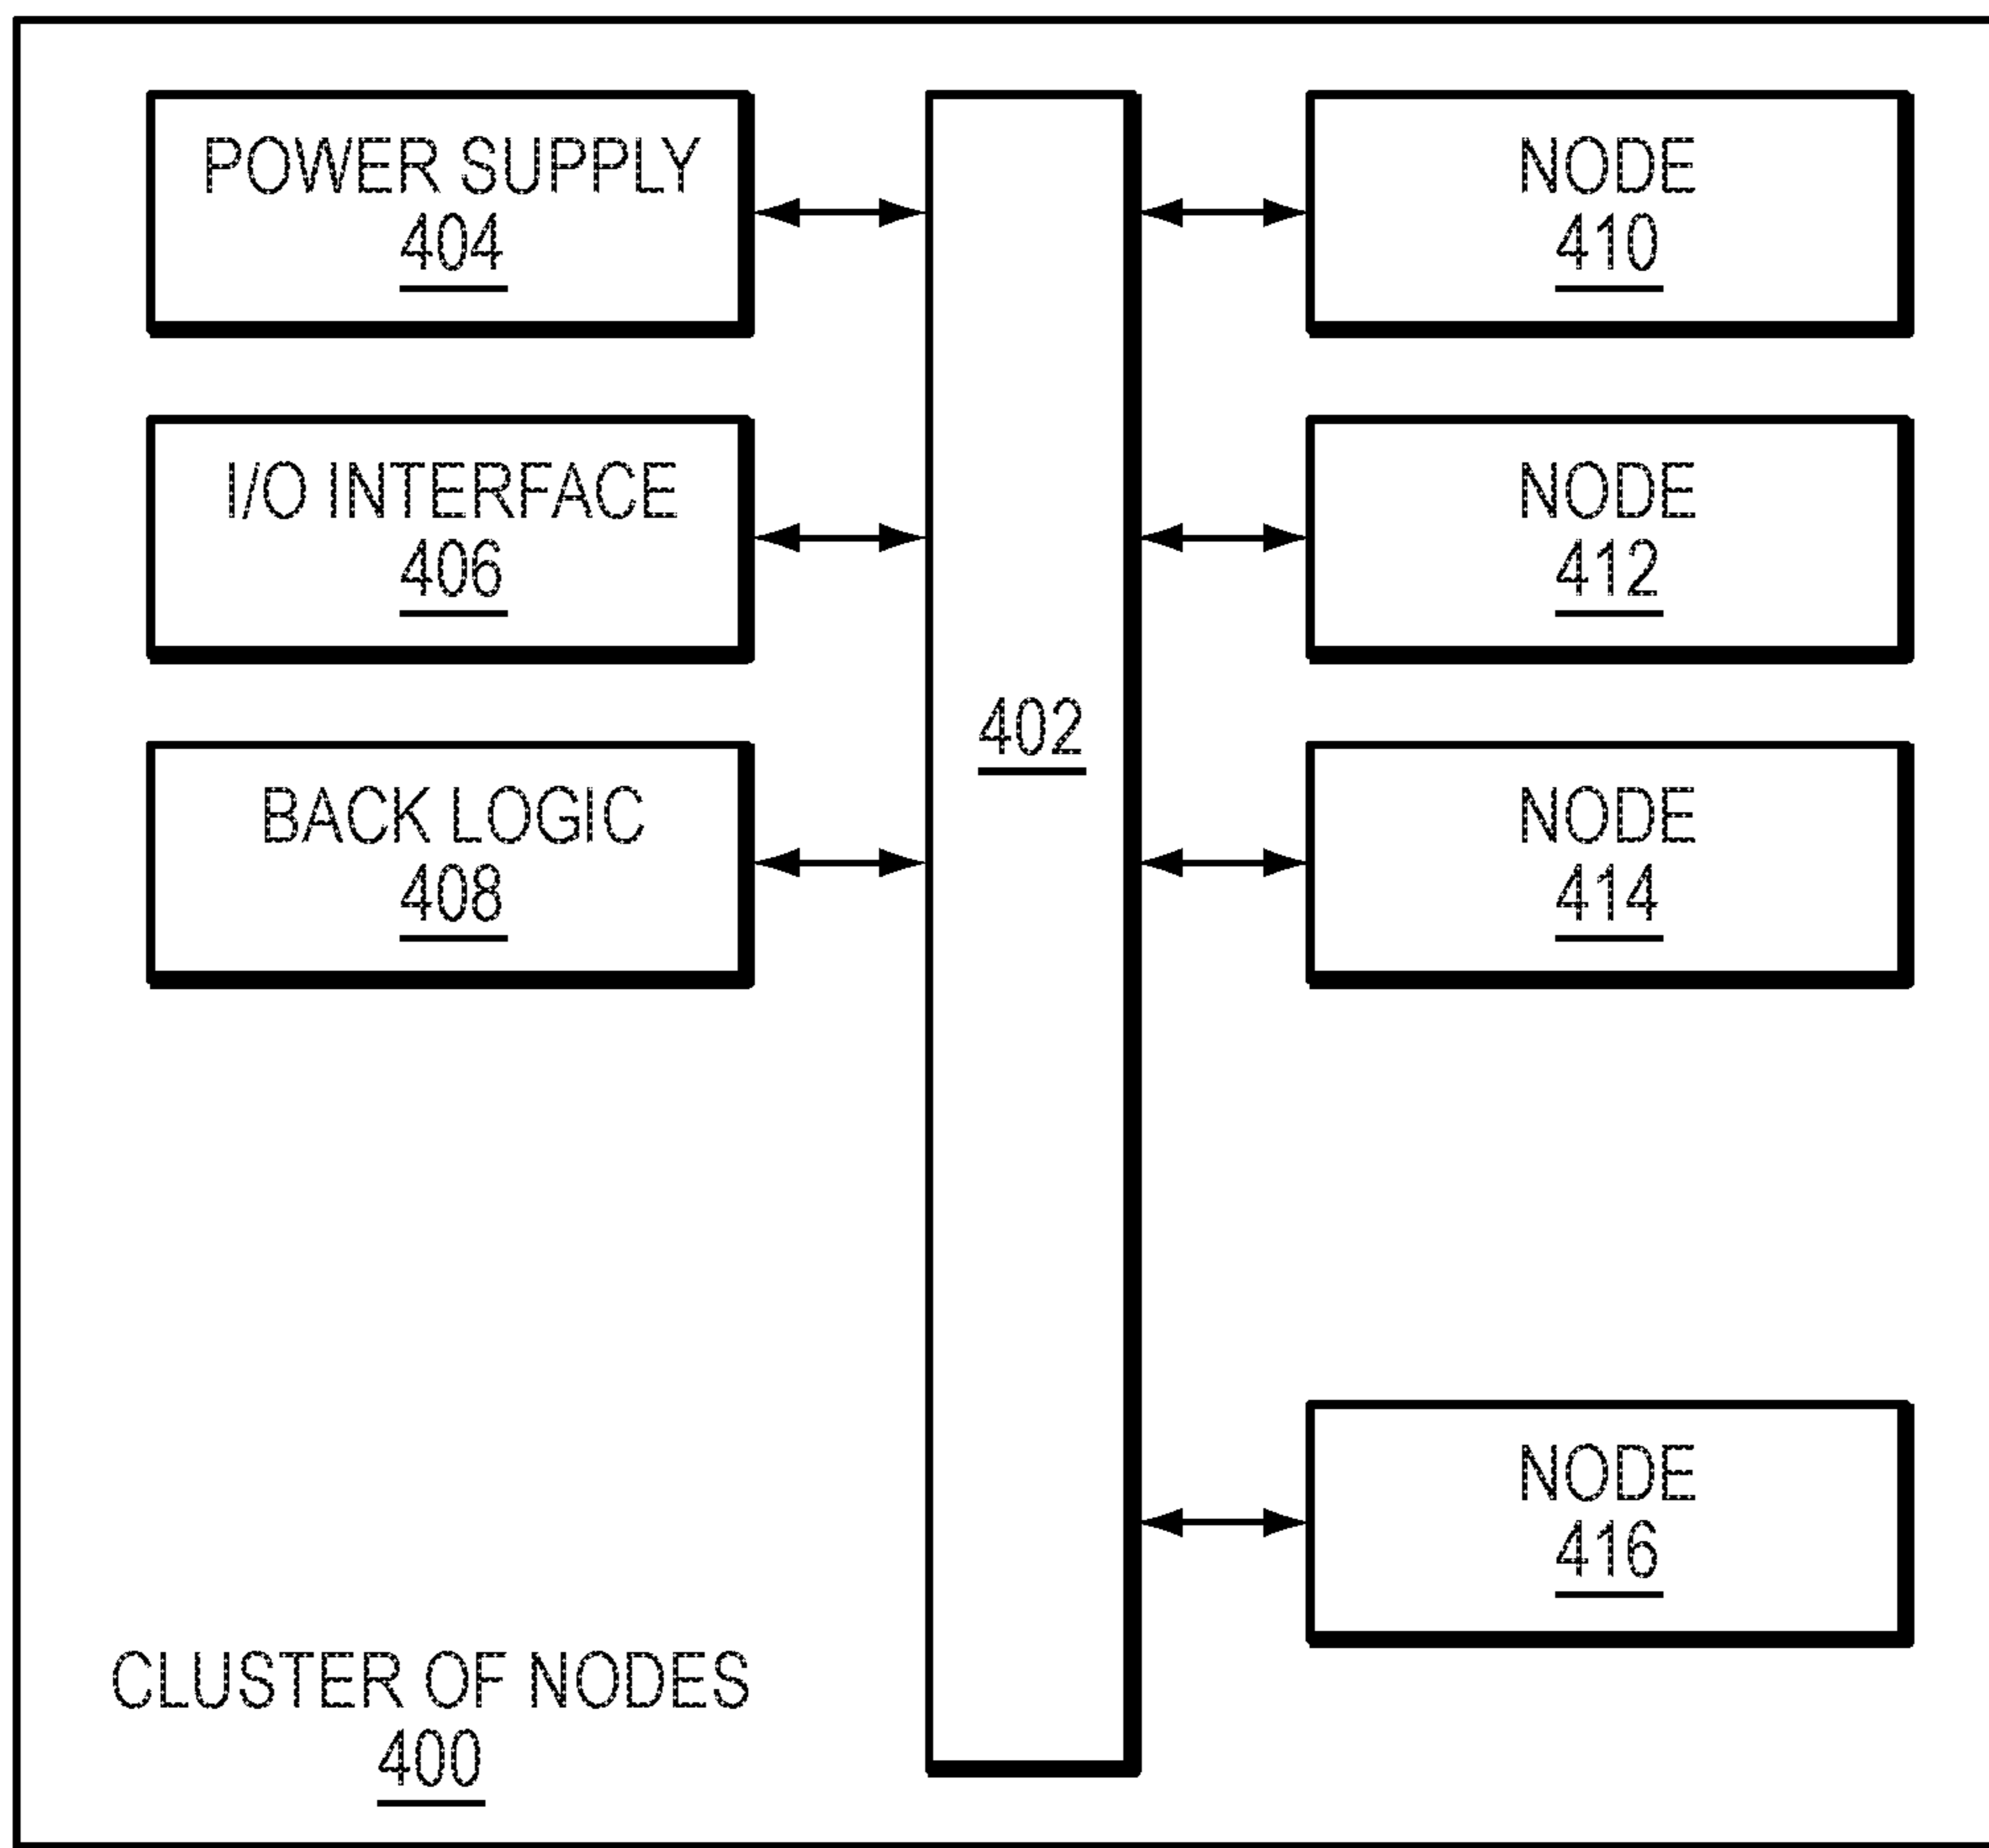 POWER SUPPLY
404
I/O INTERFACE
406
BACK LOGIC
408
402
NODE
410
NODE
412
NODE
414
NODE
416
CLUSTER OF NODES
400